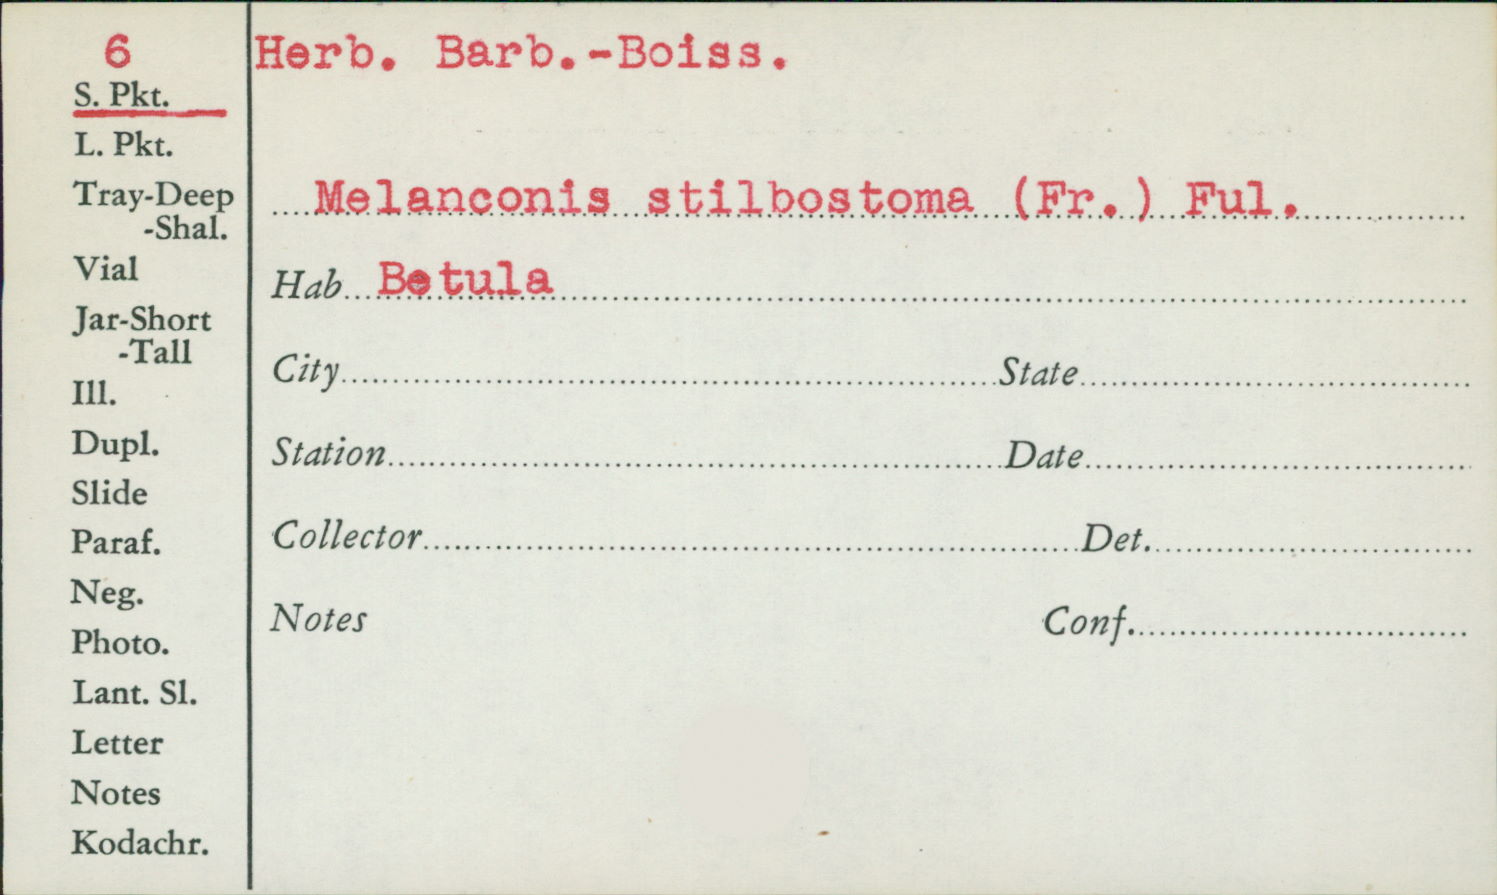 6
S. Pkt.
L. Pkt.
Tray-Deep
-Shal.
Vial
Jar-Short
-Tall
Ill.
Dupl.
Slide
Paraf.
Neg.
Photo.
Lant. Sl.
Letter
Notes
Kodachr.
Herb. Barb.-Boiss.
Melanconis stilbostoma (Fr.) Ful.
Hab Betula
City State
Station Date
Collector Det.
Notes Conf.